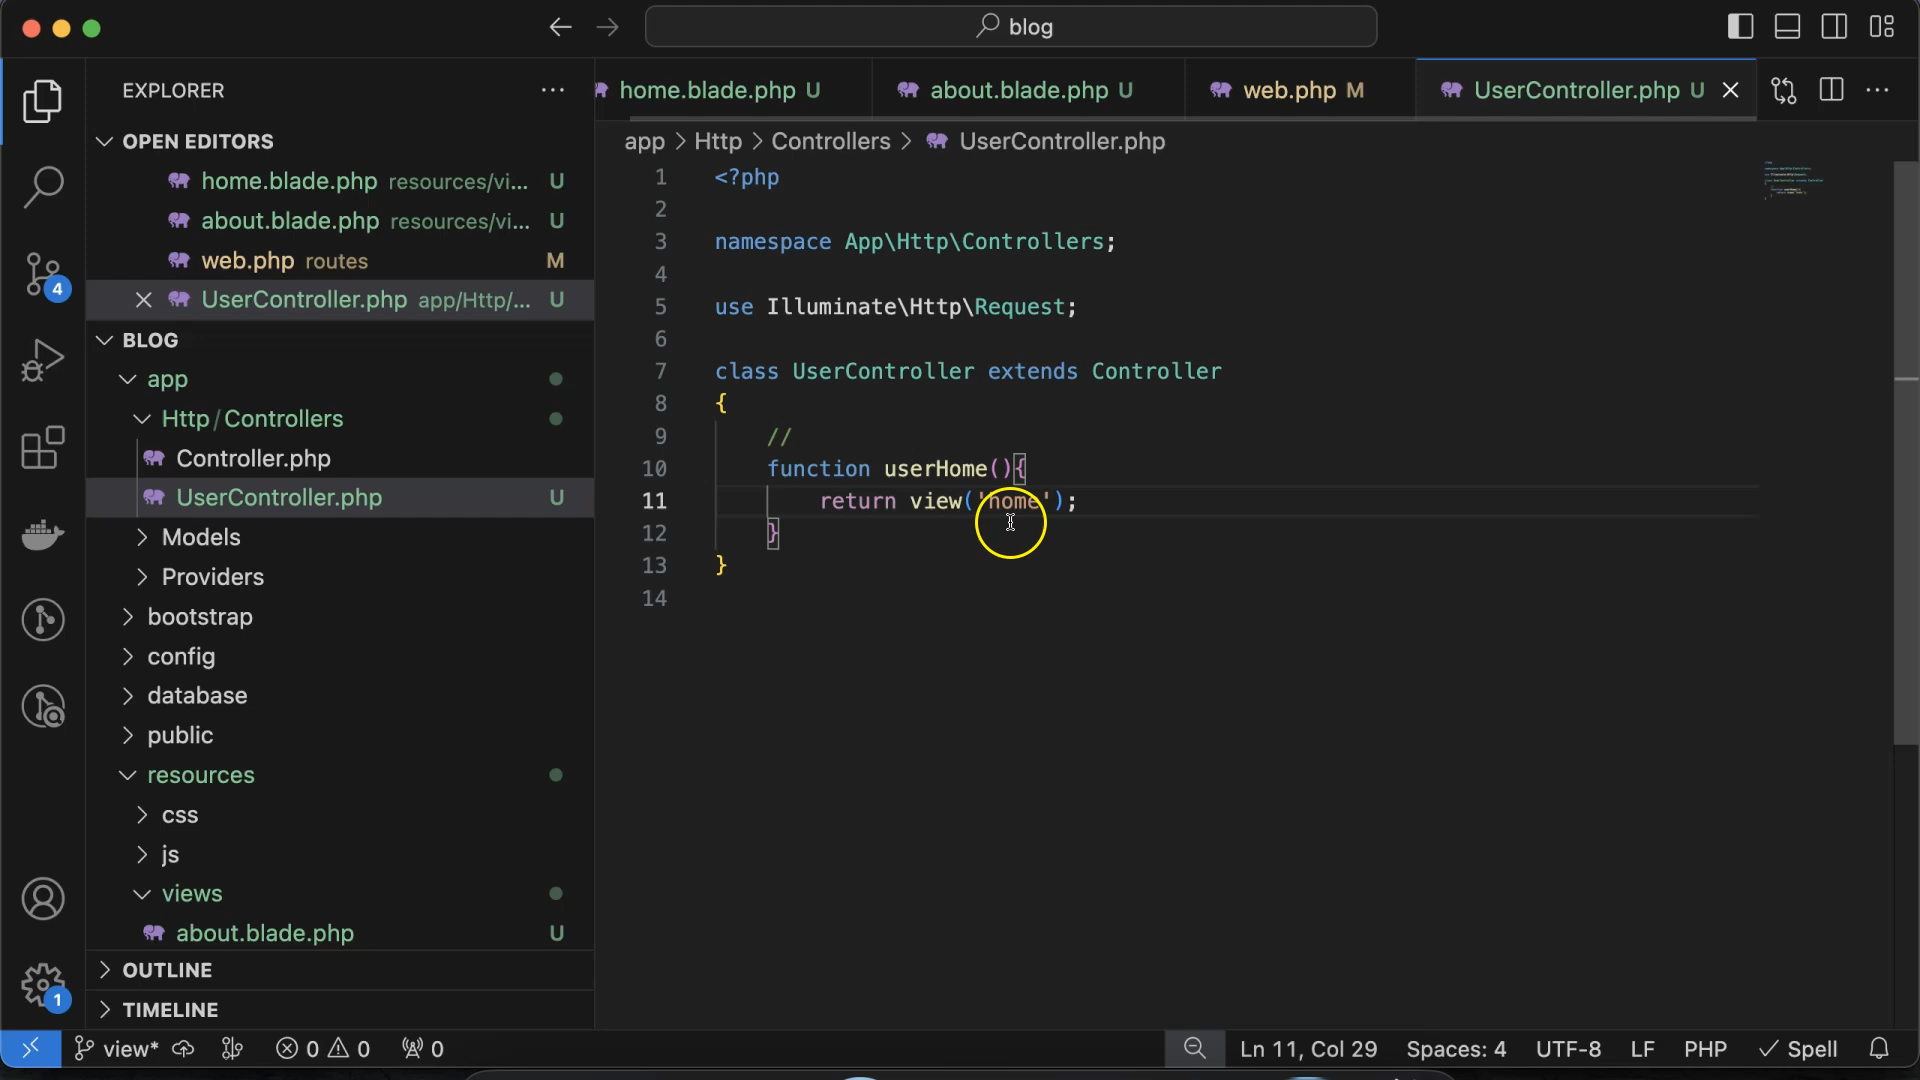 blog
EXPLORER
home.blade.php U
about.blade.php U
web.php M
UserController.php U
OPEN EDITORS
home.blade.php resources/vi... U
about.blade.php resources/vi... U
web.php routes M
UserController.php app/Http/... U
BLOG
app
Http/Controllers
Controller.php
UserController.php U
Models
Providers
bootstrap
config
database
public
resources
css
js
views
about.blade.php U
OUTLINE
TIMELINE
app > Http > Controllers > UserController.php
1 <?php
2
3 namespace App\Http\Controllers;
4
5 use Illuminate\Http\Request;
6
7 class UserController extends Controller
8 {
9 //
10 function userHome(){
11 return view('home');
12 }
13 }
14
4
1
view* 0 0 0 Ln 11, Col 29 Spaces: 4 UTF-8 LF PHP Spell